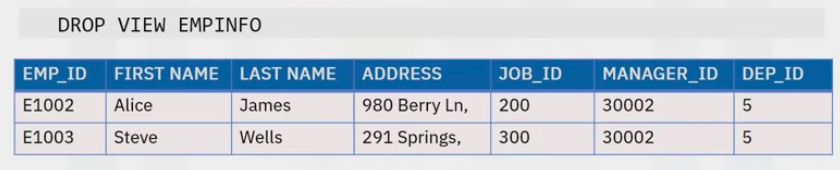 DROP VIEW EMPINFO
EMP_ID FIRST NAME LAST NAME ADDRESS JOB_ID MANAGER_ID DEP_ID
E1002 Alice James 980 Berry Ln, 200 30002 5
E1003 Steve Wells 291 Springs, 300 30002 5